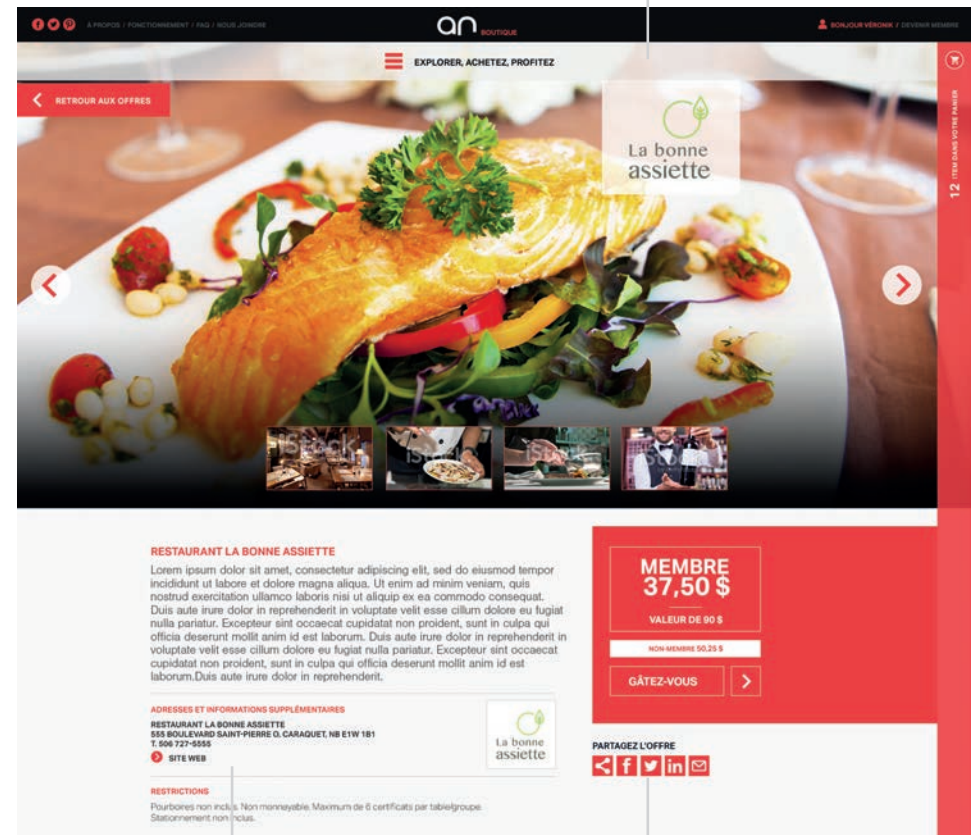 À PROPOS / FONCTIONNEMENT / FAQ / NOUS JOINDRE
an BOUTIQUE
BONJOUR VÉRONIK / DEVENIR MEMBRE
EXPLORER, ACHETEZ, PROFITEZ
RETROUR AUX OFFRES
La bonne
assiette
12 ITEM DANS VOTRE PANIER
iStock
iStock
iStock
iStock
RESTAURANT LA BONNE ASSIETTE
Lorem ipsum dolor sit amet, consectetur adipiscing elit, sed do eiusmod tempor
incididunt ut labore et dolore magna aliqua. Ut enim ad minim veniam, quis
nostrud exercitation ullamco laboris nisi ut aliquip ex ea commodo consequat.
Duis aute irure dolor in reprehenderit in voluptate velit esse cillum dolore eu fugiat
nulla pariatur. Excepteur sint occaecat cupidatat non proident, sunt in culpa qui
officia deserunt mollit anim id est laborum. Duis aute irure dolor in reprehenderit in
voluptate velit esse cillum dolore eu fugiat nulla pariatur. Excepteur sint occaecat
cupidatat non proident, sunt in culpa qui officia deserunt mollit anim id est
laborum.Duis aute irure dolor in reprehenderit.
MEMBRE
37,50 $
VALEUR DE 90 $
NON-MEMBRE 50,25 $
GÂTEZ-VOUS
ADRESSES ET INFORMATIONS SUPPLÉMENTAIRES
RESTAURANT LA BONNE ASSIETTE
555 BOULEVARD SAINT-PIERRE O. CARAQUET, NB E1W 1B1
T. 506 727-5555
SITE WEB
La bonne
assiette
PARTAGEZ L'OFFRE
RESTRICTIONS
Pourboires non inclus. Non monnayable. Maximum de 6 certificats par table/groupe.
Stationnement non inclus.